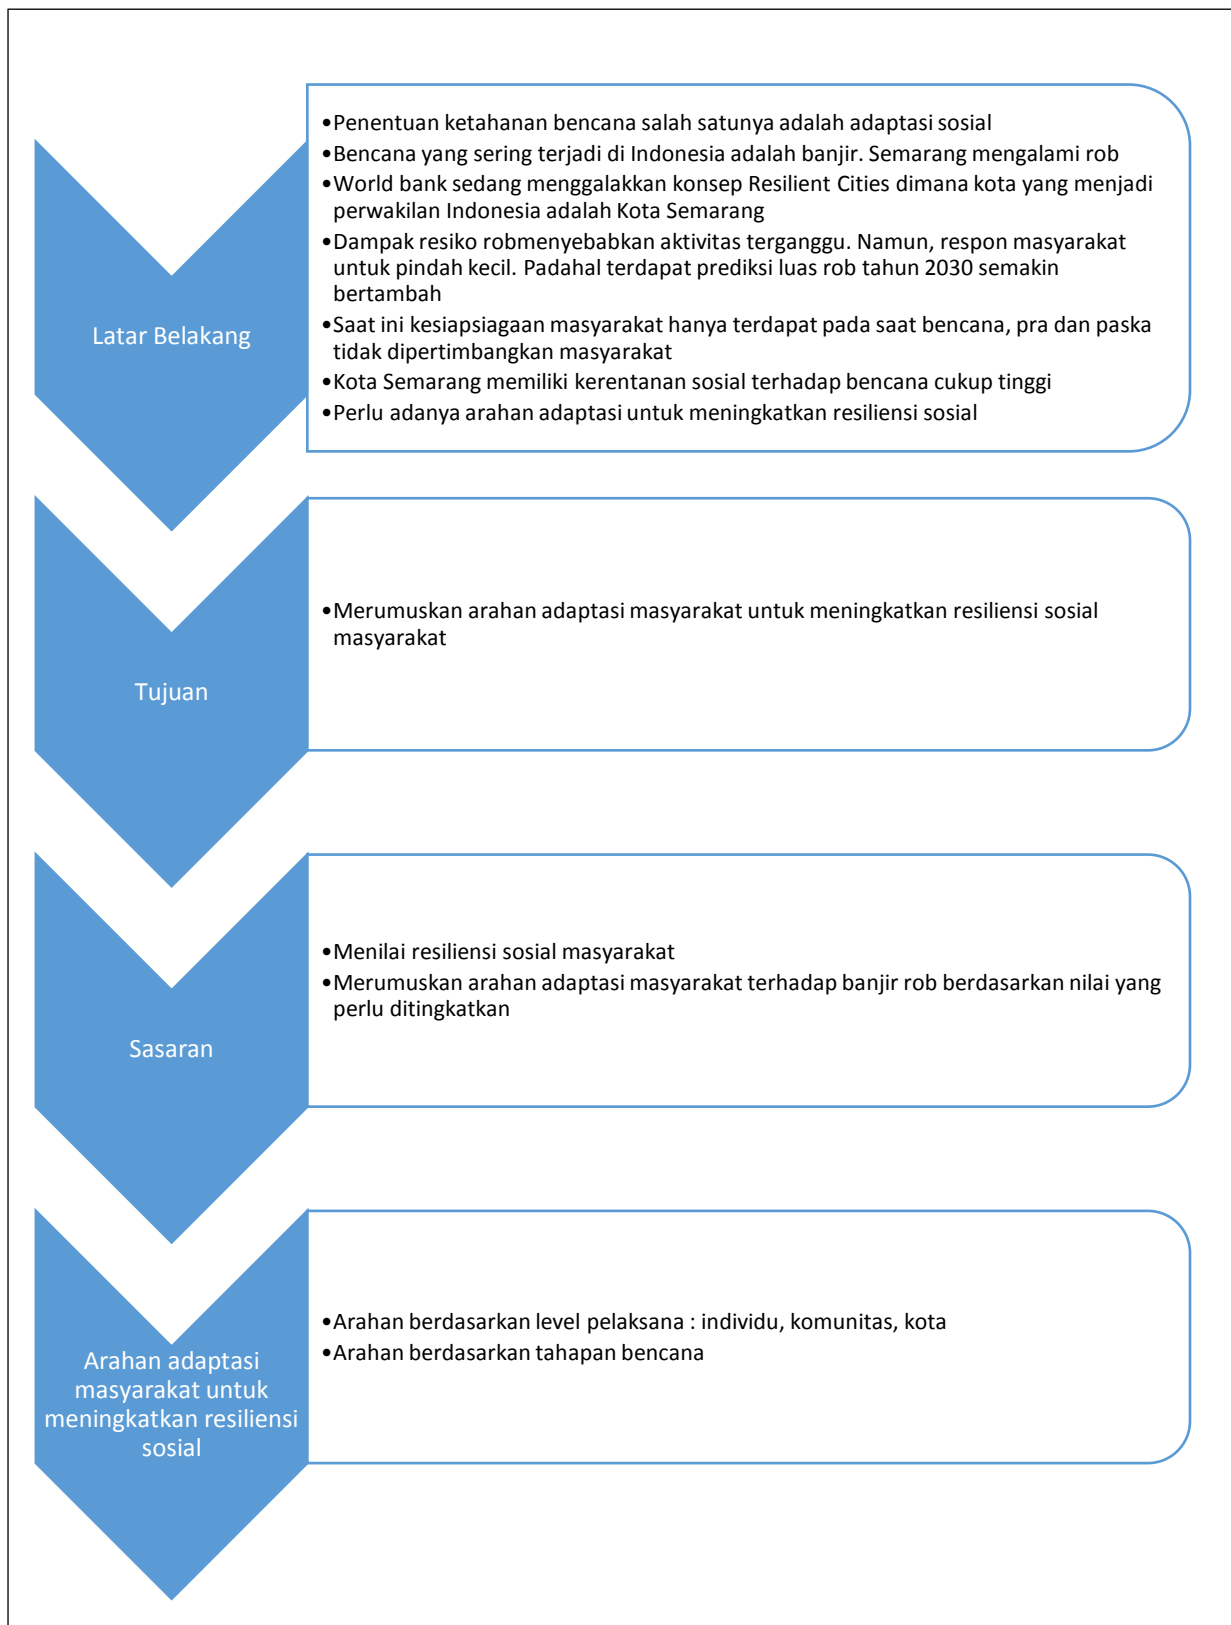 Latar Belakang
•Penentuan ketahanan bencana salah satunya adalah adaptasi sosial
•Bencana yang sering terjadi di Indonesia adalah banjir. Semarang mengalami rob
•World bank sedang menggalakkan konsep Resilient Cities dimana kota yang menjadi
perwakilan Indonesia adalah Kota Semarang
•Dampak resiko robmenyebabkan aktivitas terganggu. Namun, respon masyarakat
untuk pindah kecil. Padahal terdapat prediksi luas rob tahun 2030 semakin
bertambah
•Saat ini kesiapsiagaan masyarakat hanya terdapat pada saat bencana, pra dan paska
tidak dipertimbangkan masyarakat
•Kota Semarang memiliki kerentanan sosial terhadap bencana cukup tinggi
•Perlu adanya arahan adaptasi untuk meningkatkan resiliensi sosial
Tujuan
•Merumuskan arahan adaptasi masyarakat untuk meningkatkan resiliensi sosial
masyarakat
Sasaran
•Menilai resiliensi sosial masyarakat
•Merumuskan arahan adaptasi masyarakat terhadap banjir rob berdasarkan nilai yang
perlu ditingkatkan
Arahan adaptasi
masyarakat untuk
meningkatkan resiliensi
sosial
•Arahan berdasarkan level pelaksana : individu, komunitas, kota
•Arahan berdasarkan tahapan bencana